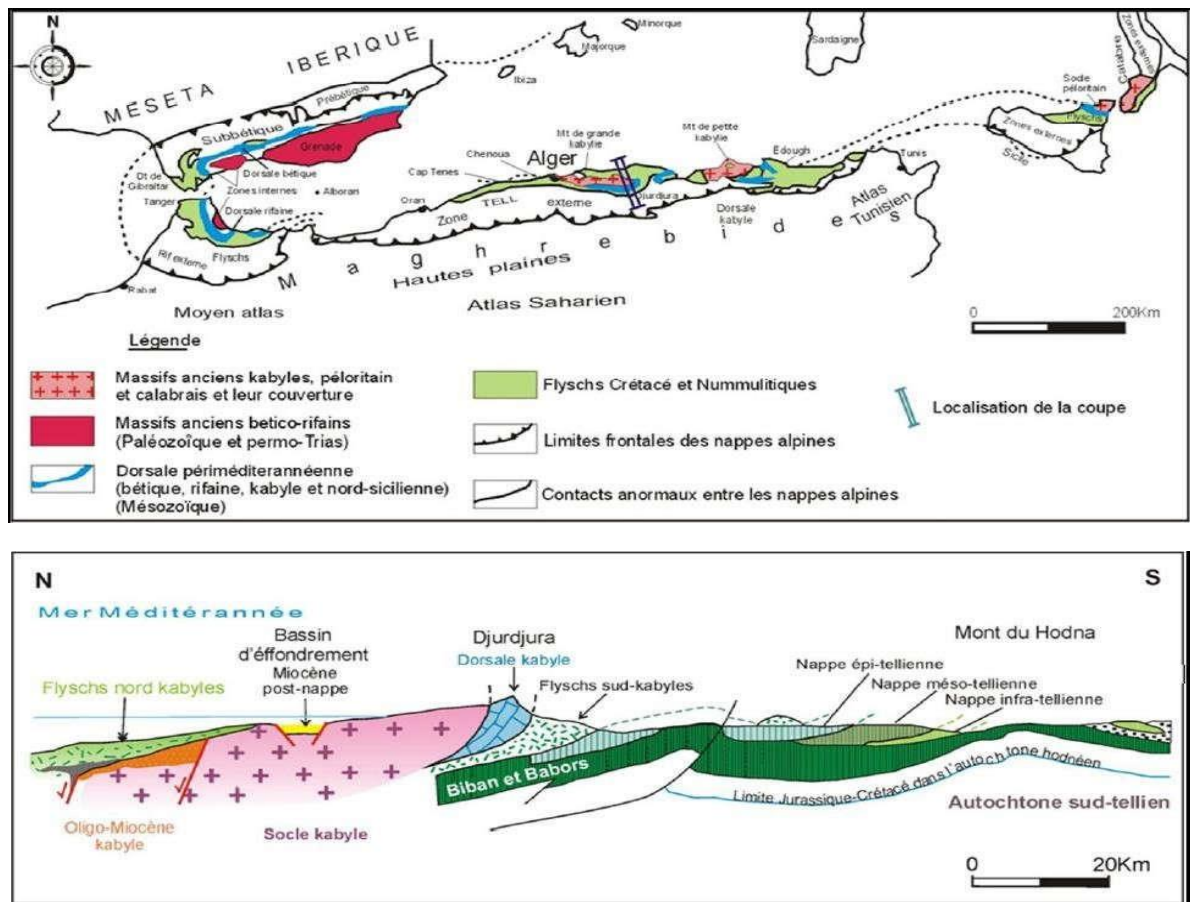 N
MESETA IBERIQUE
Minorque
Majorque
Ibiza
Sardaigne
Zones externes
Calabre
Socle
péloritain
Flyschs
Zones externes
Sicile
Prébétique
Subbétique
Grenade
Dorsale bétique
Dt de
Gibraltar
Zones internes
Alboran
Tanger
Dorsale rifaine
Flyschs
Rif externe
Rabat
Moyen atlas
Mt de grande
kabylie
Chenoua
Alger
Cap Tenes
Oran
TELL
Zone externe
Djurdjura
Mt de petite
kabylie
Edough
Tunis
Dorsale
kabyle
Atlas
Tunisien
Maghrebides
Hautes plaines
Atlas Saharien
0 200Km
Légende
Massifs anciens kabyles, péloritain
et calabrais et leur couverture
Massifs anciens betico-rifains
(Paléozoïque et permo-Trias)
Dorsale périméditerannéenne
(bétique, rifaine, kabyle et nord-sicilienne)
(Mésozoïque)
Flyschs Crétacé et Nummulitiques
Limites frontales des nappes alpines
Contacts anormaux entre les nappes alpines
Localisation de la coupe
N S
Mer Méditérannée
Bassin
d'éffondrement
Miocène
post-nappe
Flyschs nord kabyles
Djurdjura
Dorsale kabyle
Flyschs sud-kabyles
Mont du Hodna
Nappe épi-tellienne
Nappe méso-tellienne
Nappe infra-tellienne
Biban et Babors
Limite Jurassique-Crétacé dans l'autochtone hodnéen
Autochtone sud-tellien
Oligo-Miocène
kabyle
Socle kabyle
0 20Km